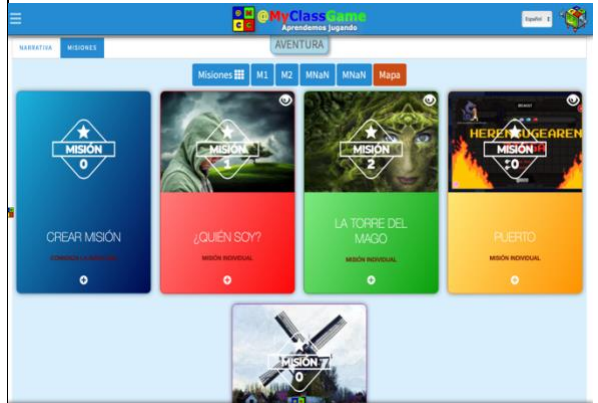 @MyClassGame
Aprendemos Jugando
Español
NARRATIVA
MISIONES
AVENTURA
Misiones
M1
M2
MNaN
MNaN
Mapa
MISIÓN
0
CREAR MISIÓN
MISIÓN
1
¿QUIÉN SOY?
MISIÓN INDIVIDUAL
MISIÓN
2
LA TORRE DEL
MAGO
MISIÓN INDIVIDUAL
MISIÓN
0
PUERTO
MISIÓN INDIVIDUAL
MISIÓN
0